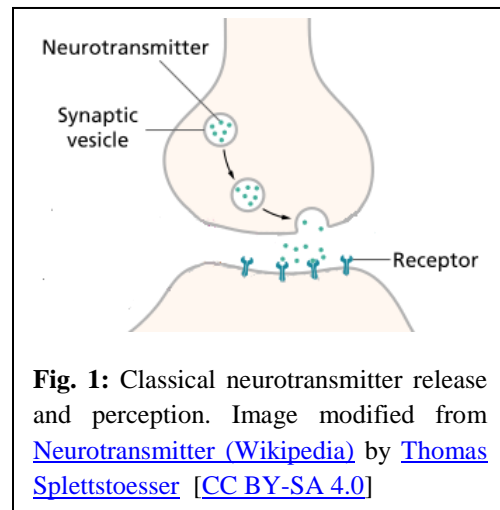 Neurotransmitter
Synaptic
vesicle
Receptor
Fig. 1: Classical neurotransmitter release
and perception. Image modified from
Neurotransmitter (Wikipedia) by Thomas
Splettstoesser [CC BY-SA 4.0]